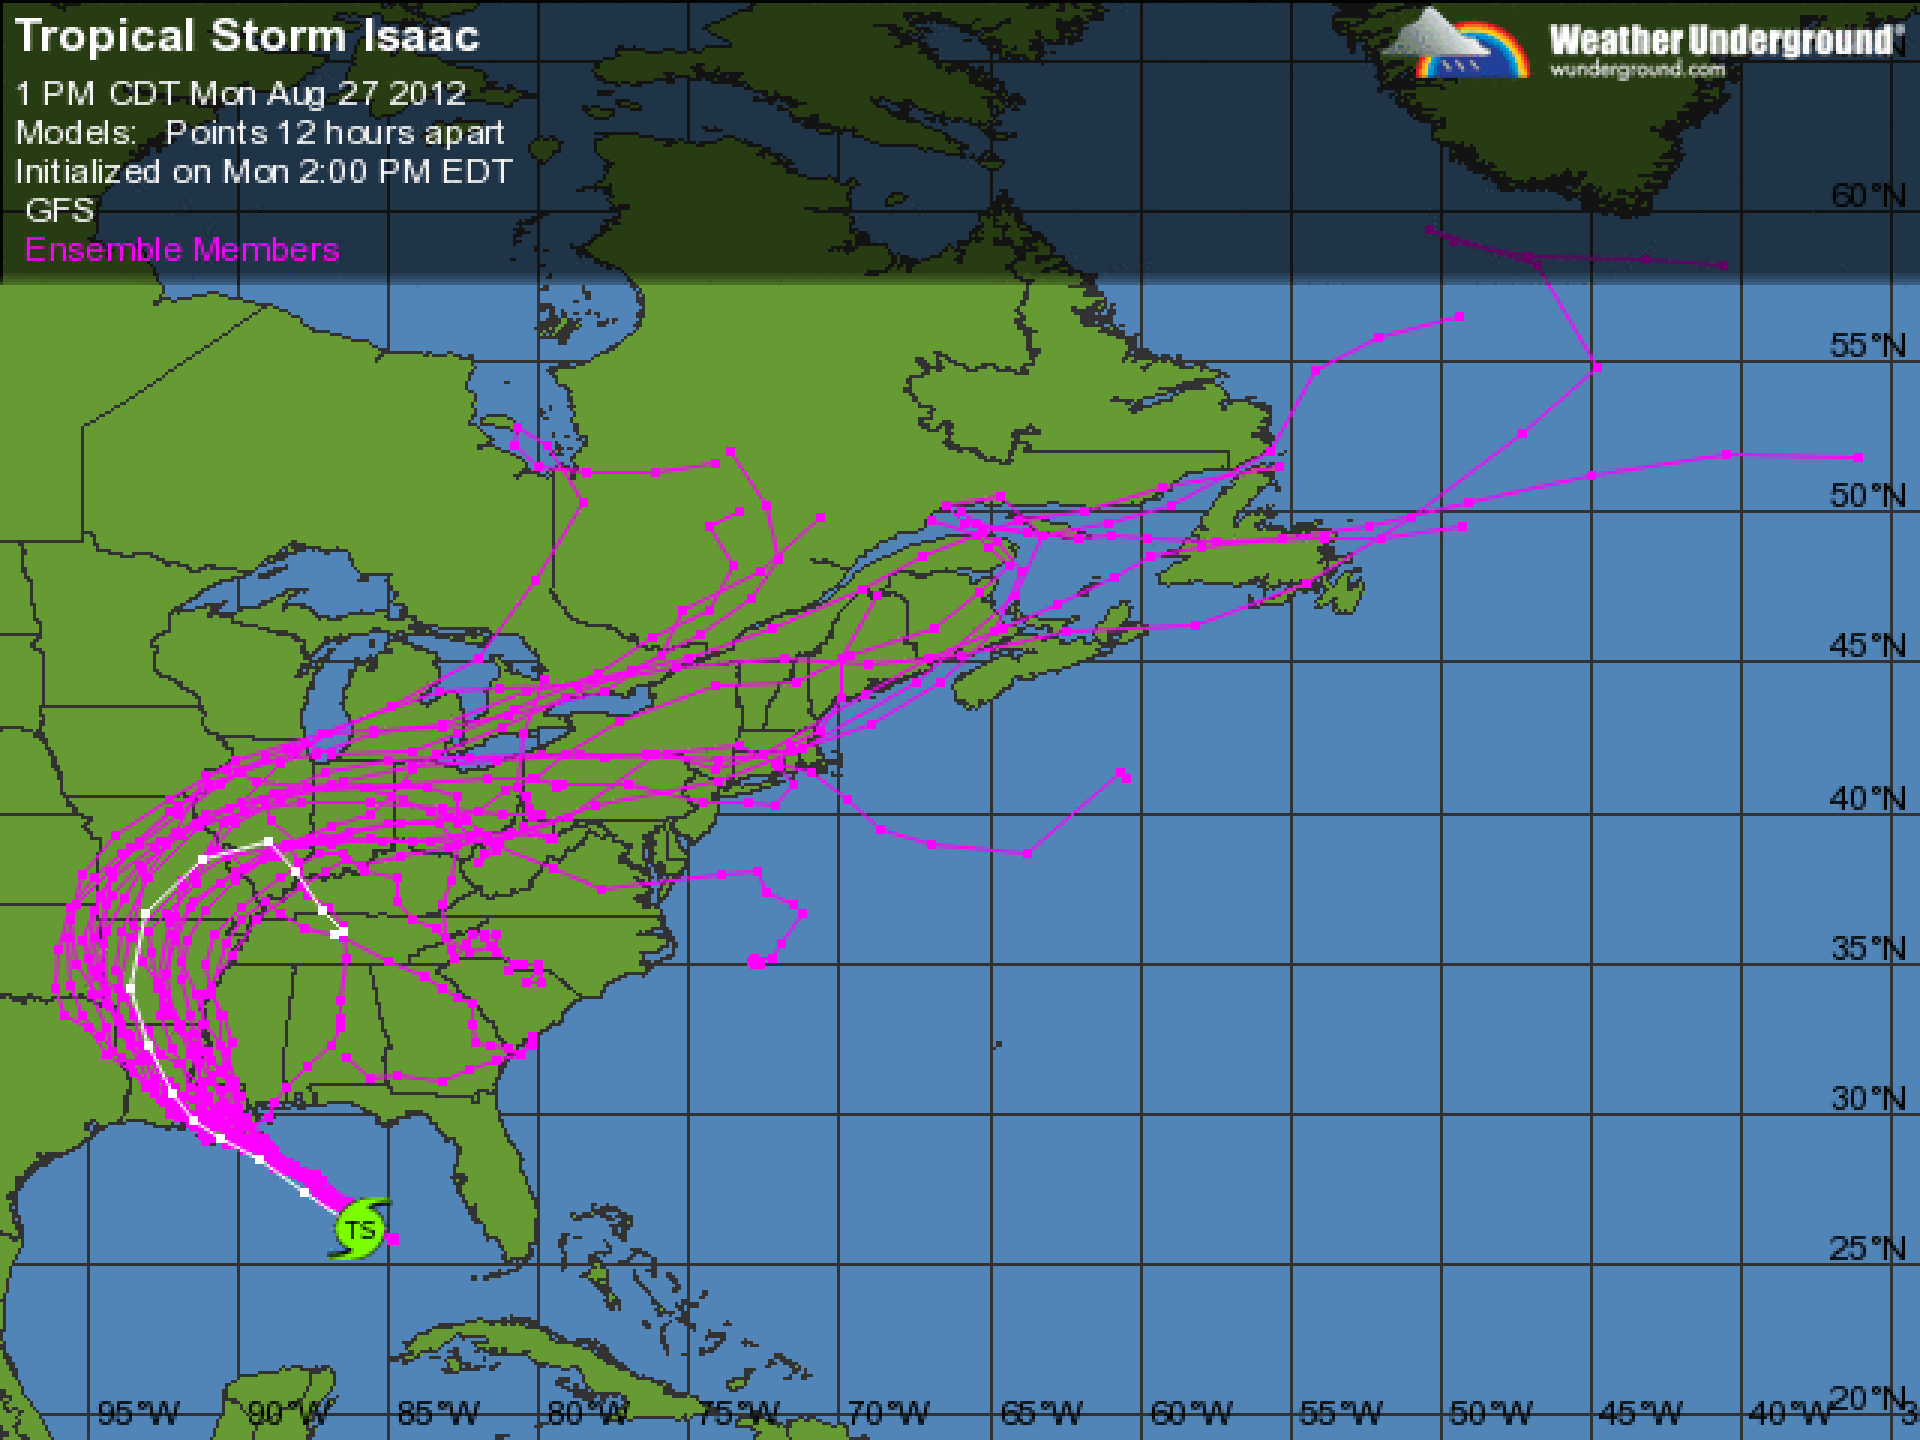 Tropical Storm Isaac
1 PM CDT Mon Aug 27 2012
Models: Points 12 hours apart
Initialized on Mon 2:00 PM EDT
GFS
Ensemble Members
Weather Underground®
wunderground.com
60°N
55°N
50°N
45°N
40°N
35°N
30°N
25°N
20°N
TS
95°W 90°W 85°W 80°W 75°W 70°W 65°W 60°W 55°W 50°W 45°W 40°W